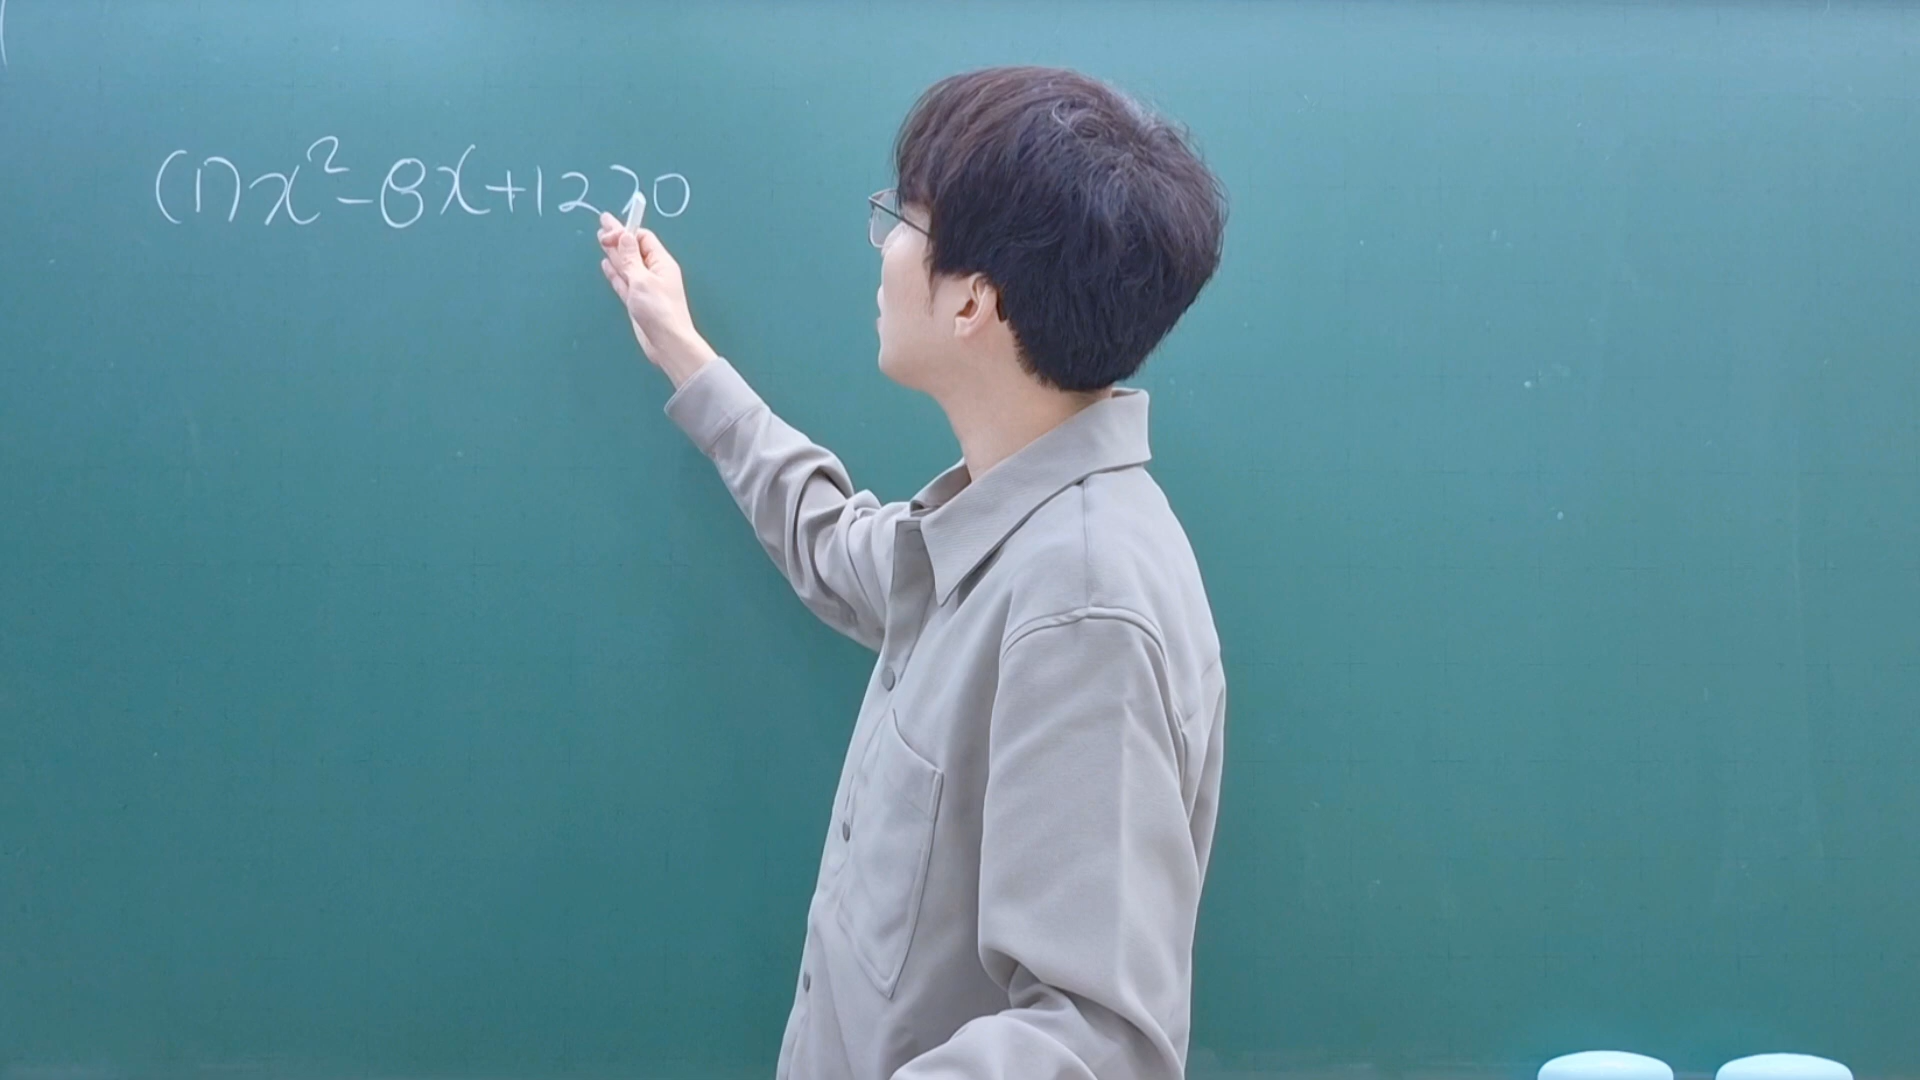 (1) x² - 8x + 12 > 0